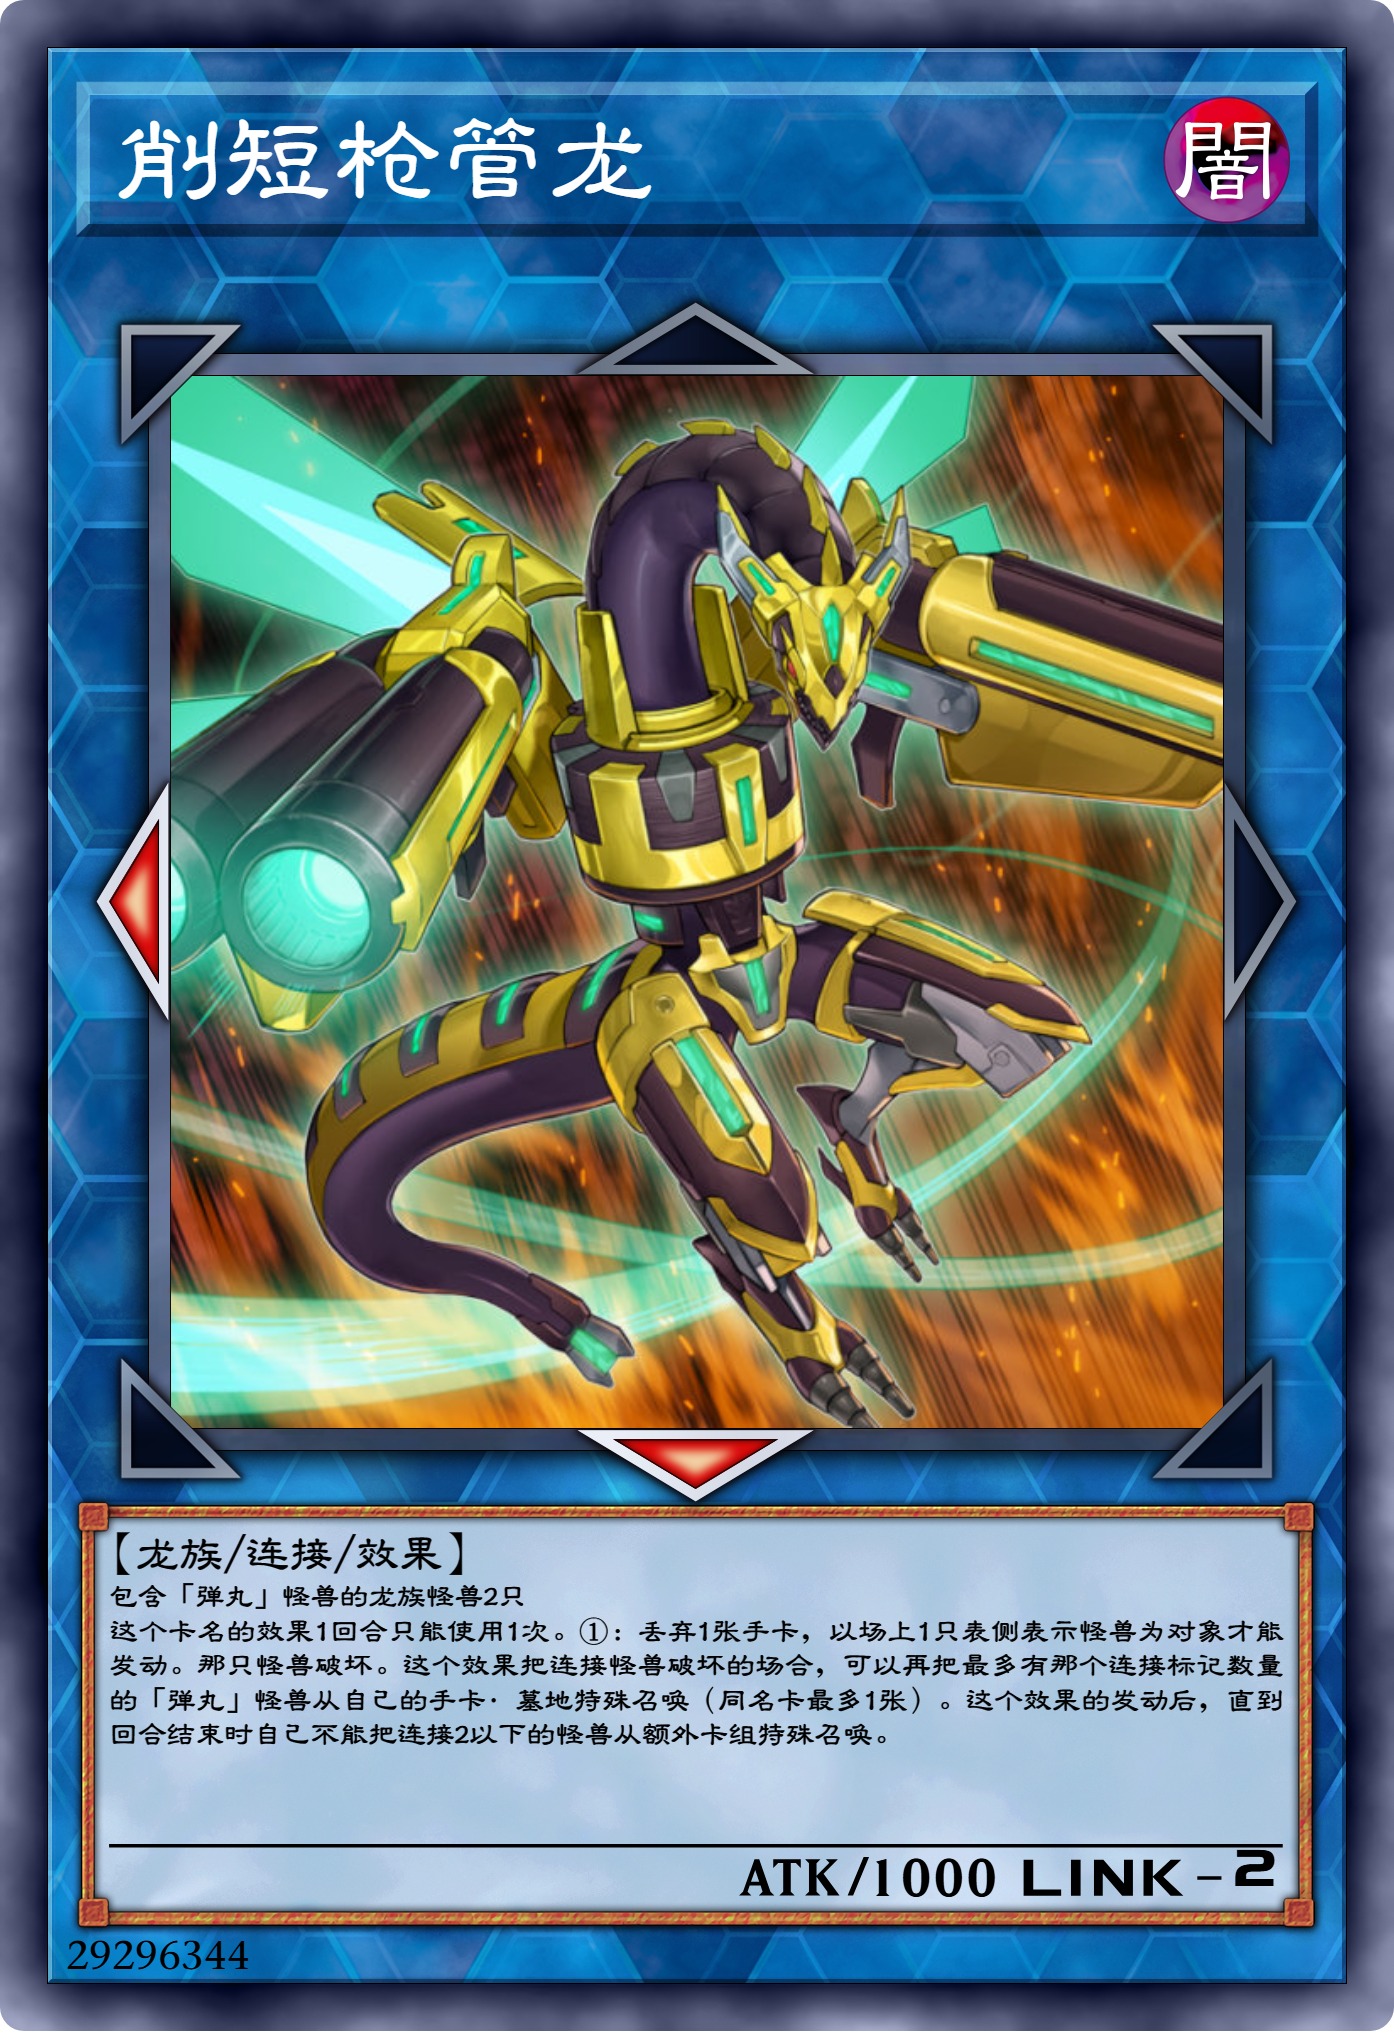 削短枪管龙
闇
【龙族/连接/效果】
包含「弹丸」怪兽的龙族怪兽2只
这个卡名的效果1回合只能使用1次。①：丢弃1张手卡，以场上1只表侧表示怪兽为对象才能
发动。那只怪兽破坏。这个效果把连接怪兽破坏的场合，可以再把最多有那个连接标记数量
的「弹丸」怪兽从自己的手卡·墓地特殊召唤（同名卡最多1张）。这个效果的发动后，直到
回合结束时自己不能把连接2以下的怪兽从额外卡组特殊召唤。
ATK/1000 LINK-2
29296344